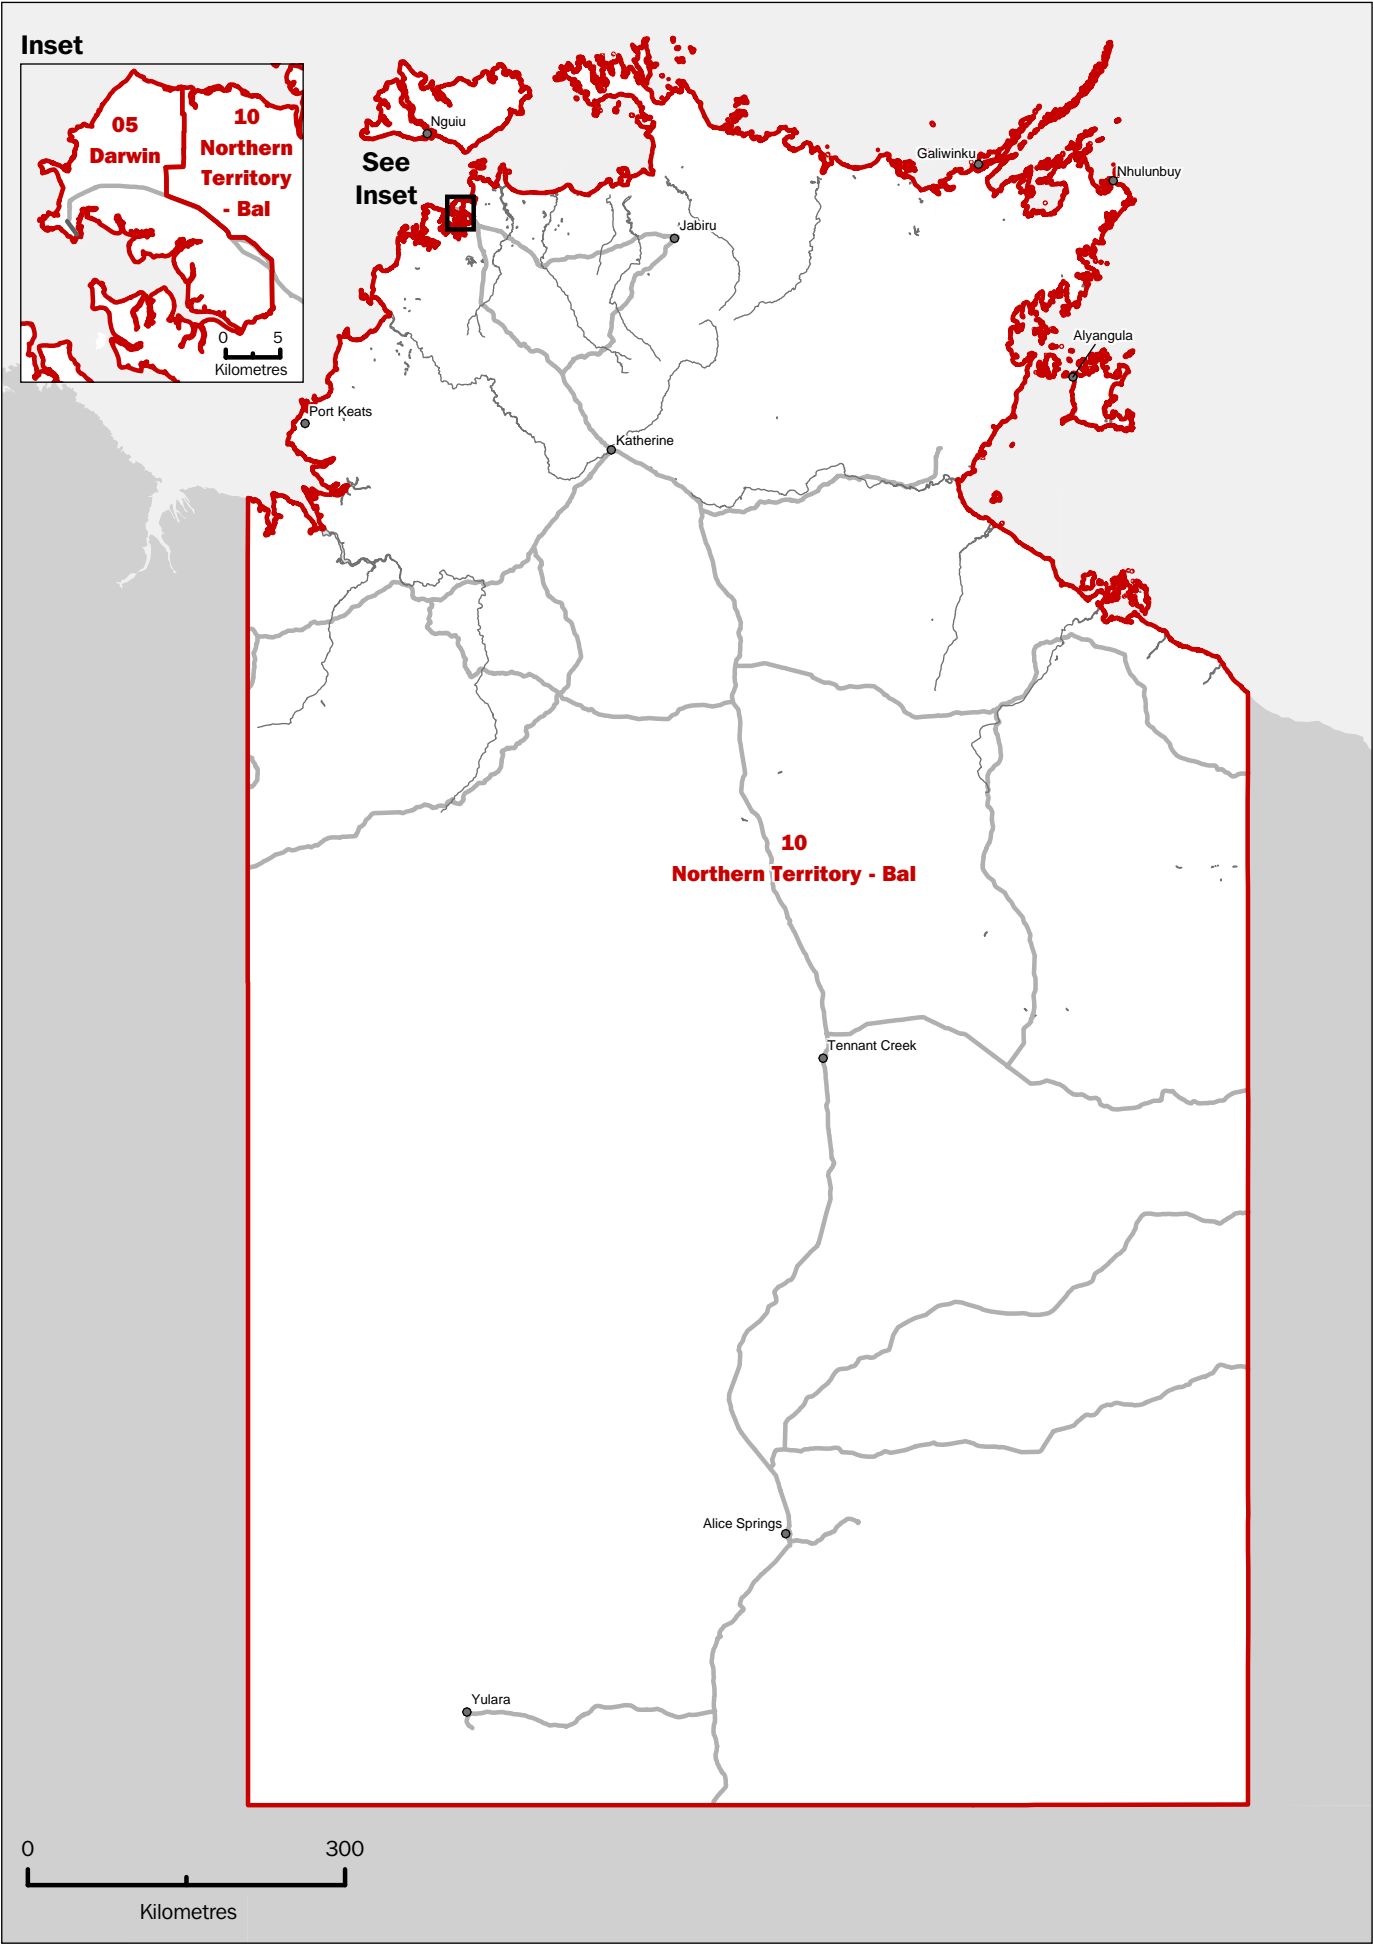 Inset
05
Darwin
10
Northern
Territory
- Bal
0 5
Kilometres
See
Inset
Nguiu
Galiwinku
Nhulunbuy
Jabiru
Alyangula
Port Keats
Katherine
10
Northern Territory - Bal
Tennant Creek
Alice Springs
Yulara
0 300
Kilometres